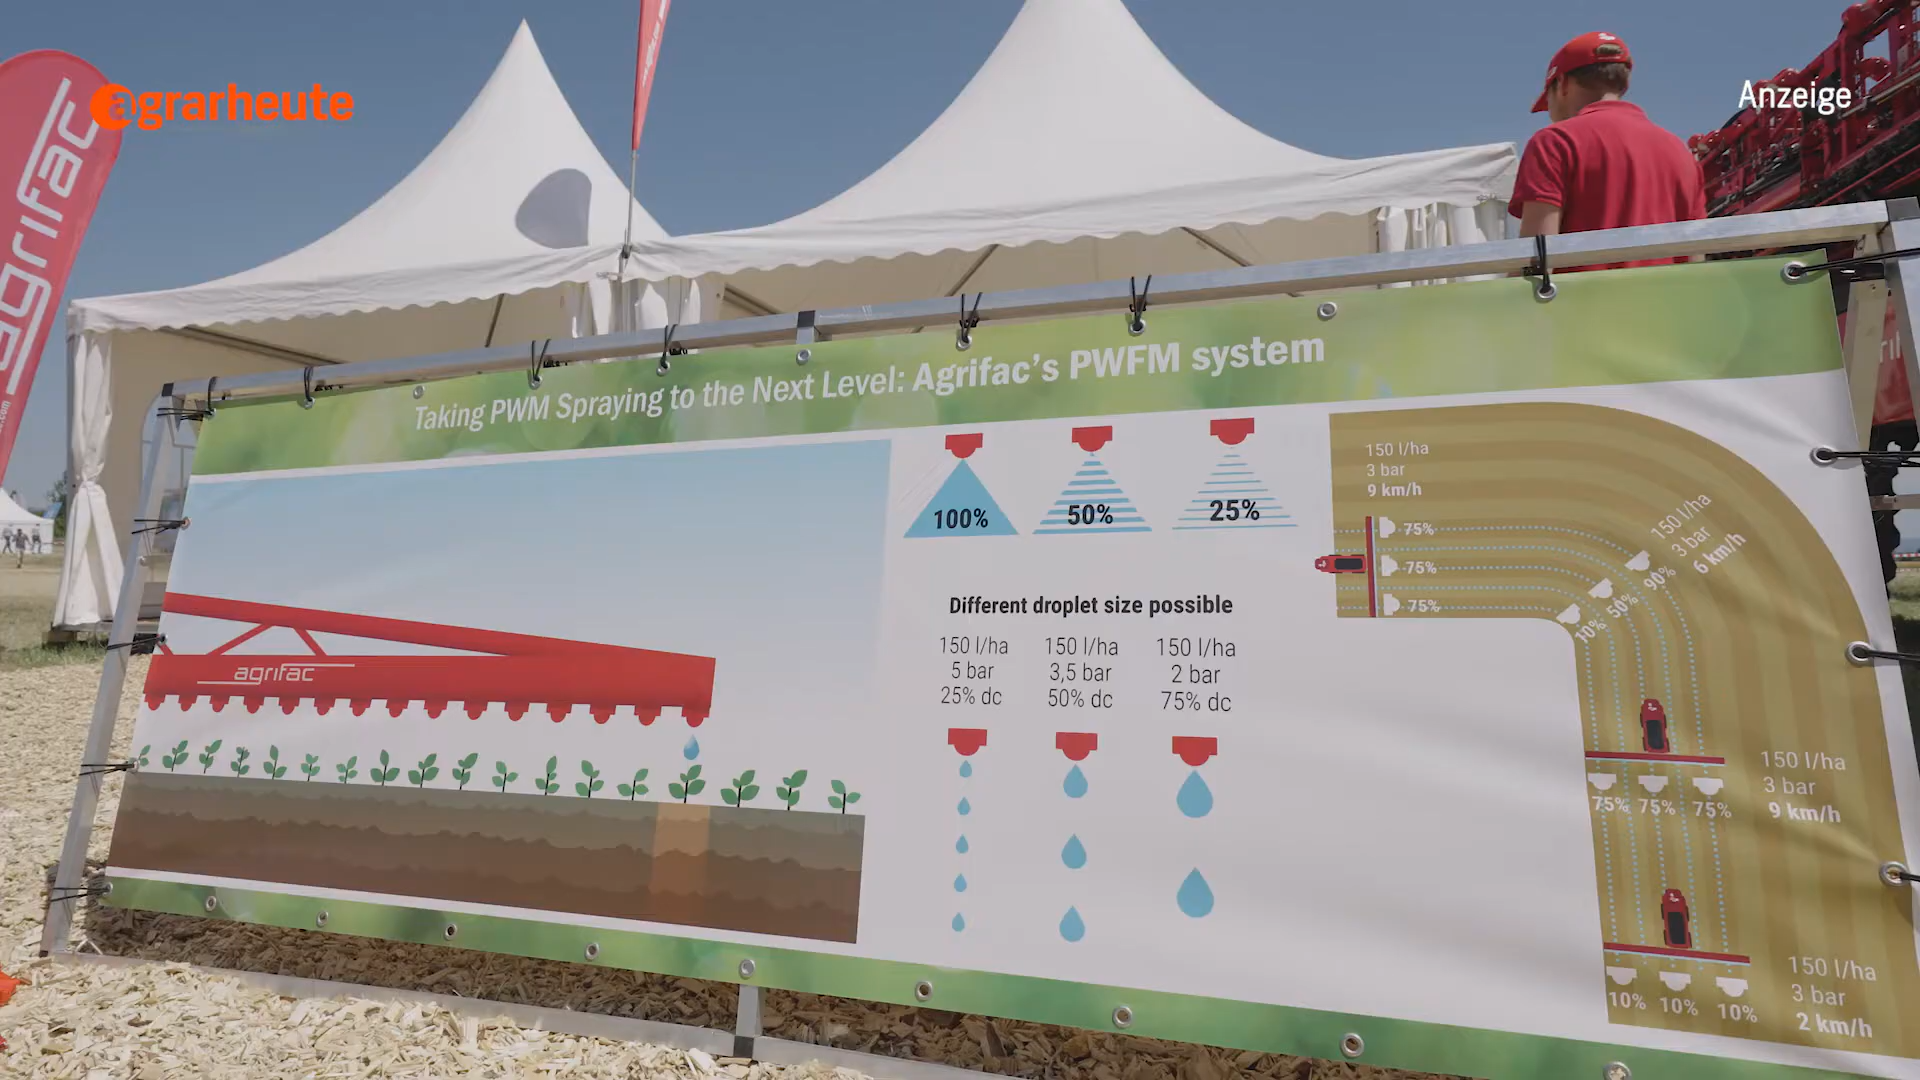 agrarheute
Anzeige
agrifac
Taking PWM Spraying to the Next Level: Agrifac's PWFM system
agrifac
100%
50%
25%
Different droplet size possible
150 l/ha
5 bar
25% dc
150 l/ha
3,5 bar
50% dc
150 l/ha
2 bar
75% dc
150 l/ha
3 bar
9 km/h
75%
75%
75%
150 l/ha
3 bar
6 km/h
10%
50%
90%
150 l/ha
3 bar
9 km/h
75%
75%
75%
150 l/ha
3 bar
2 km/h
10%
10%
10%